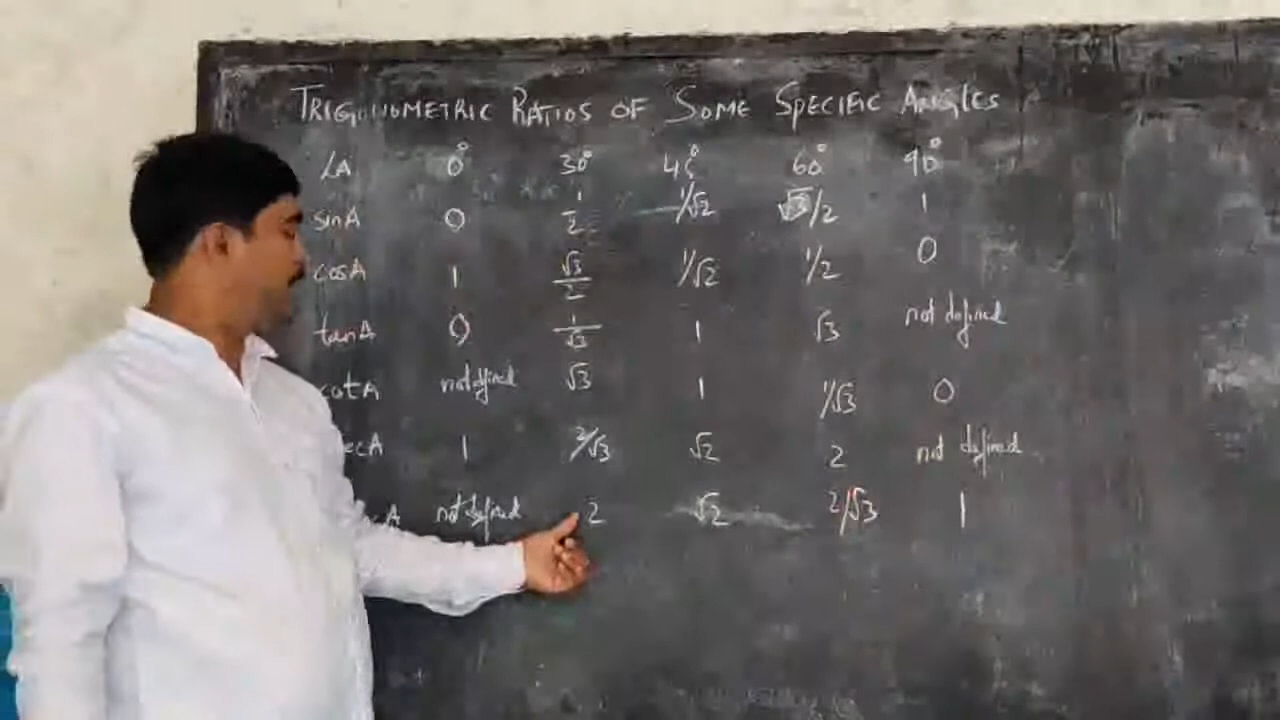 TRIGONOMETRIC RATIOS OF SOME SPECIFIC ANGLES
∠A 0° 30° 45° 60° 90°
sinA 0 1/2 1/√2 √3/2 1
cosA 1 √3/2 1/√2 1/2 0
tanA 0 1/√3 1 √3 not defined
cotA not defined √3 1 1/√3 0
ecA 1 2/√3 √2 2 not defined
A not defined 2 √2 2/√3 1